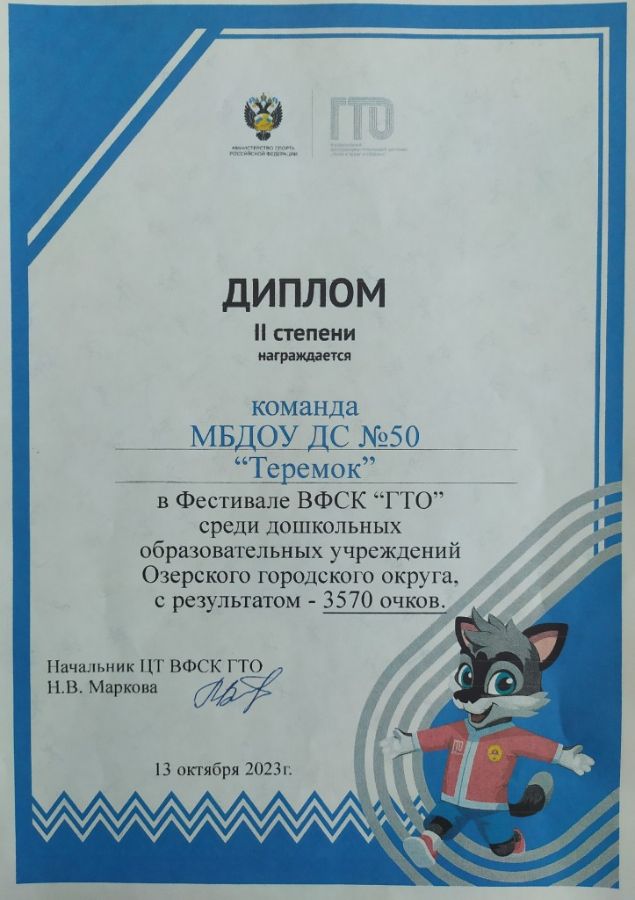 МИНИСТЕРСТВО СПОРТА
РОССИЙСКОЙ ФЕДЕРАЦИИ
ГТО
ДИПЛОМ
II степени
награждается
команда
МБДОУ ДС №50
“Теремок”
в Фестивале ВФСК “ГТО”
среди дошкольных
образовательных учреждений
Озерского городского округа,
с результатом - 3570 очков.
Начальник ЦТ ВФСК ГТО
Н.В. Маркова
13 октября 2023г.
ГТО